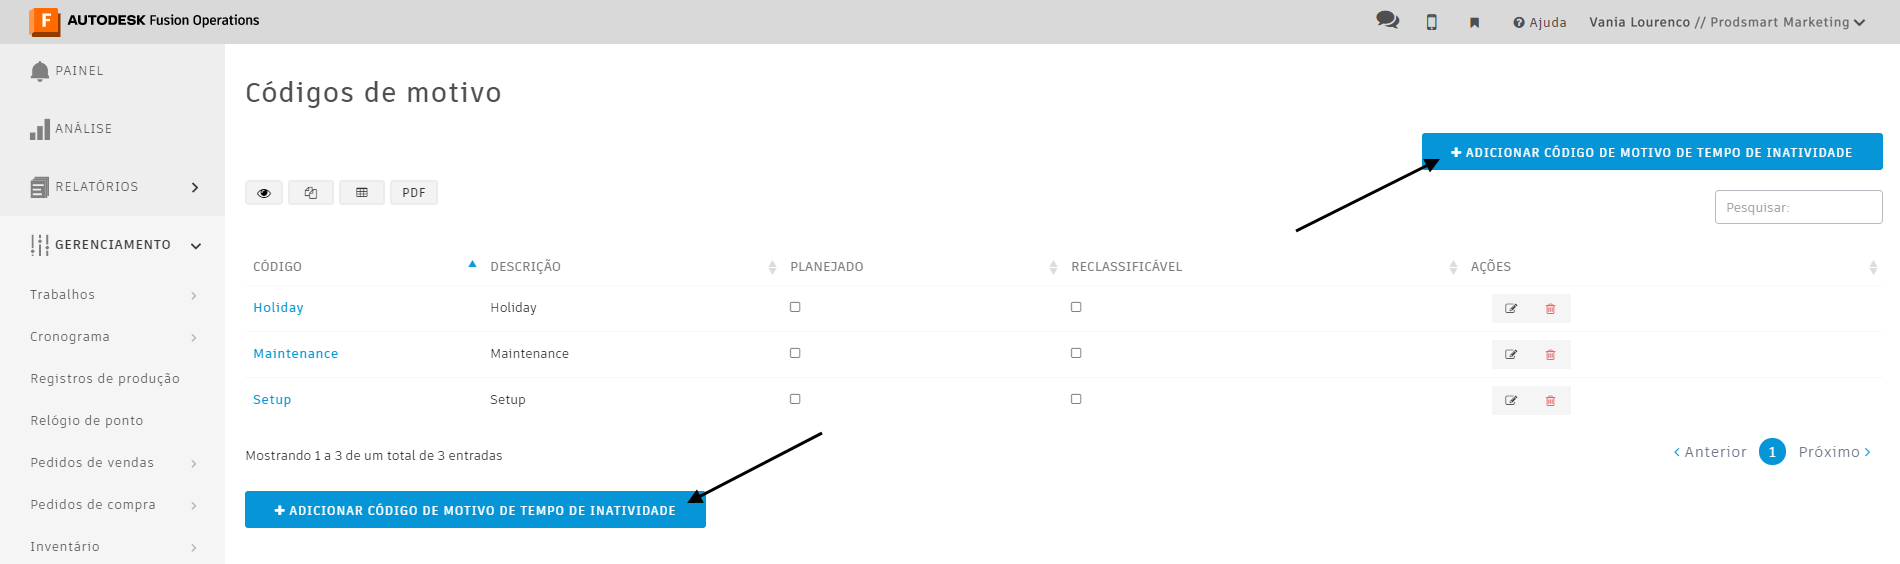 F AUTODESK Fusion Operations
Ajuda
Vania Lourenco // Prodsmart Marketing
PAINEL
ANÁLISE
RELATÓRIOS
GERENCIAMENTO
Trabalhos
Cronograma
Registros de produção
Relógio de ponto
Pedidos de vendas
Pedidos de compra
Inventário
Códigos de motivo
+ ADICIONAR CÓDIGO DE MOTIVO DE TEMPO DE INATIVIDADE
PDF
Pesquisar:
CÓDIGO DESCRIÇÃO PLANEJADO RECLASSIFICÁVEL AÇÕES
Holiday Holiday
Maintenance Maintenance
Setup Setup
Mostrando 1 a 3 de um total de 3 entradas
Anterior 1 Próximo
+ ADICIONAR CÓDIGO DE MOTIVO DE TEMPO DE INATIVIDADE